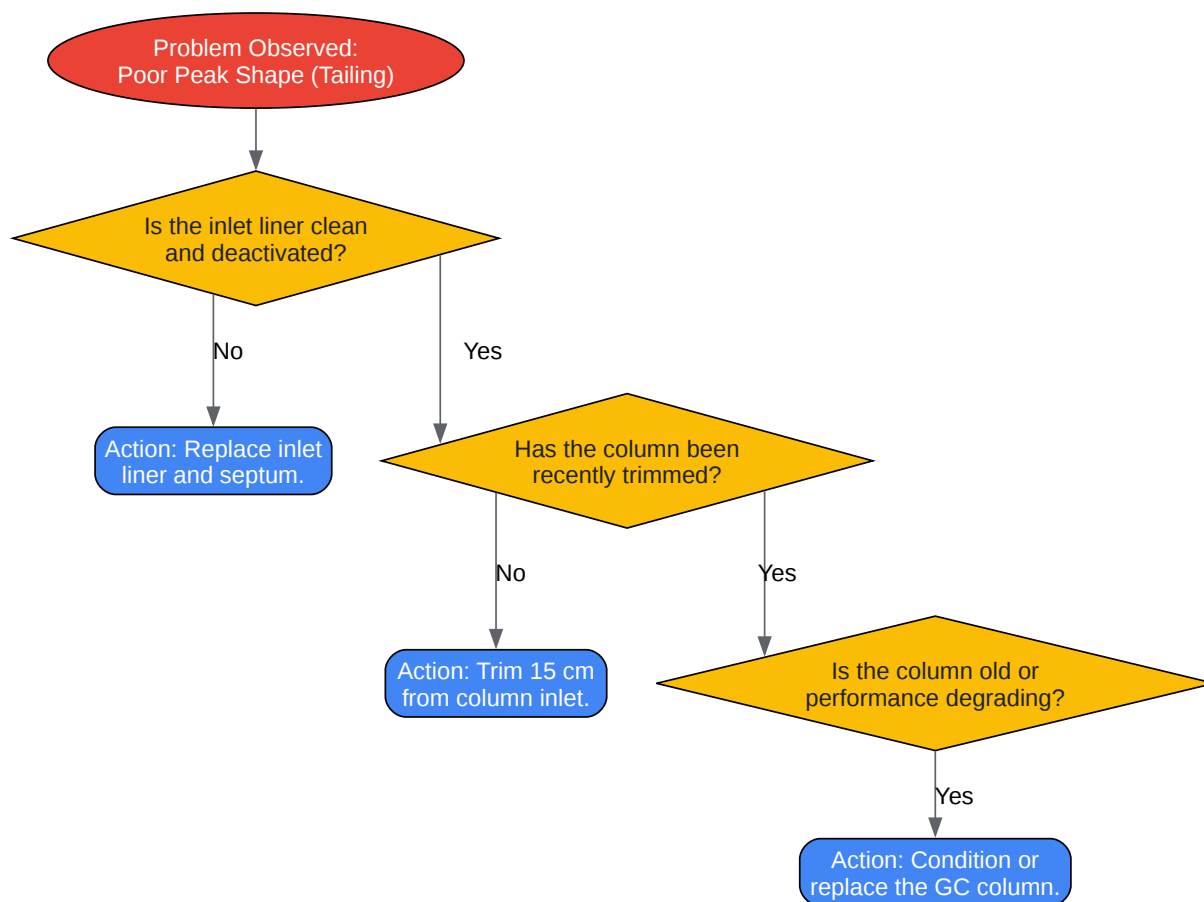 Problem Observed:
Poor Peak Shape (Tailing)
Is the inlet liner clean
and deactivated?
No
Yes
Action: Replace inlet
liner and septum.
Has the column been
recently trimmed?
No
Yes
Action: Trim 15 cm
from column inlet.
Is the column old or
performance degrading?
Yes
Action: Condition or
replace the GC column.